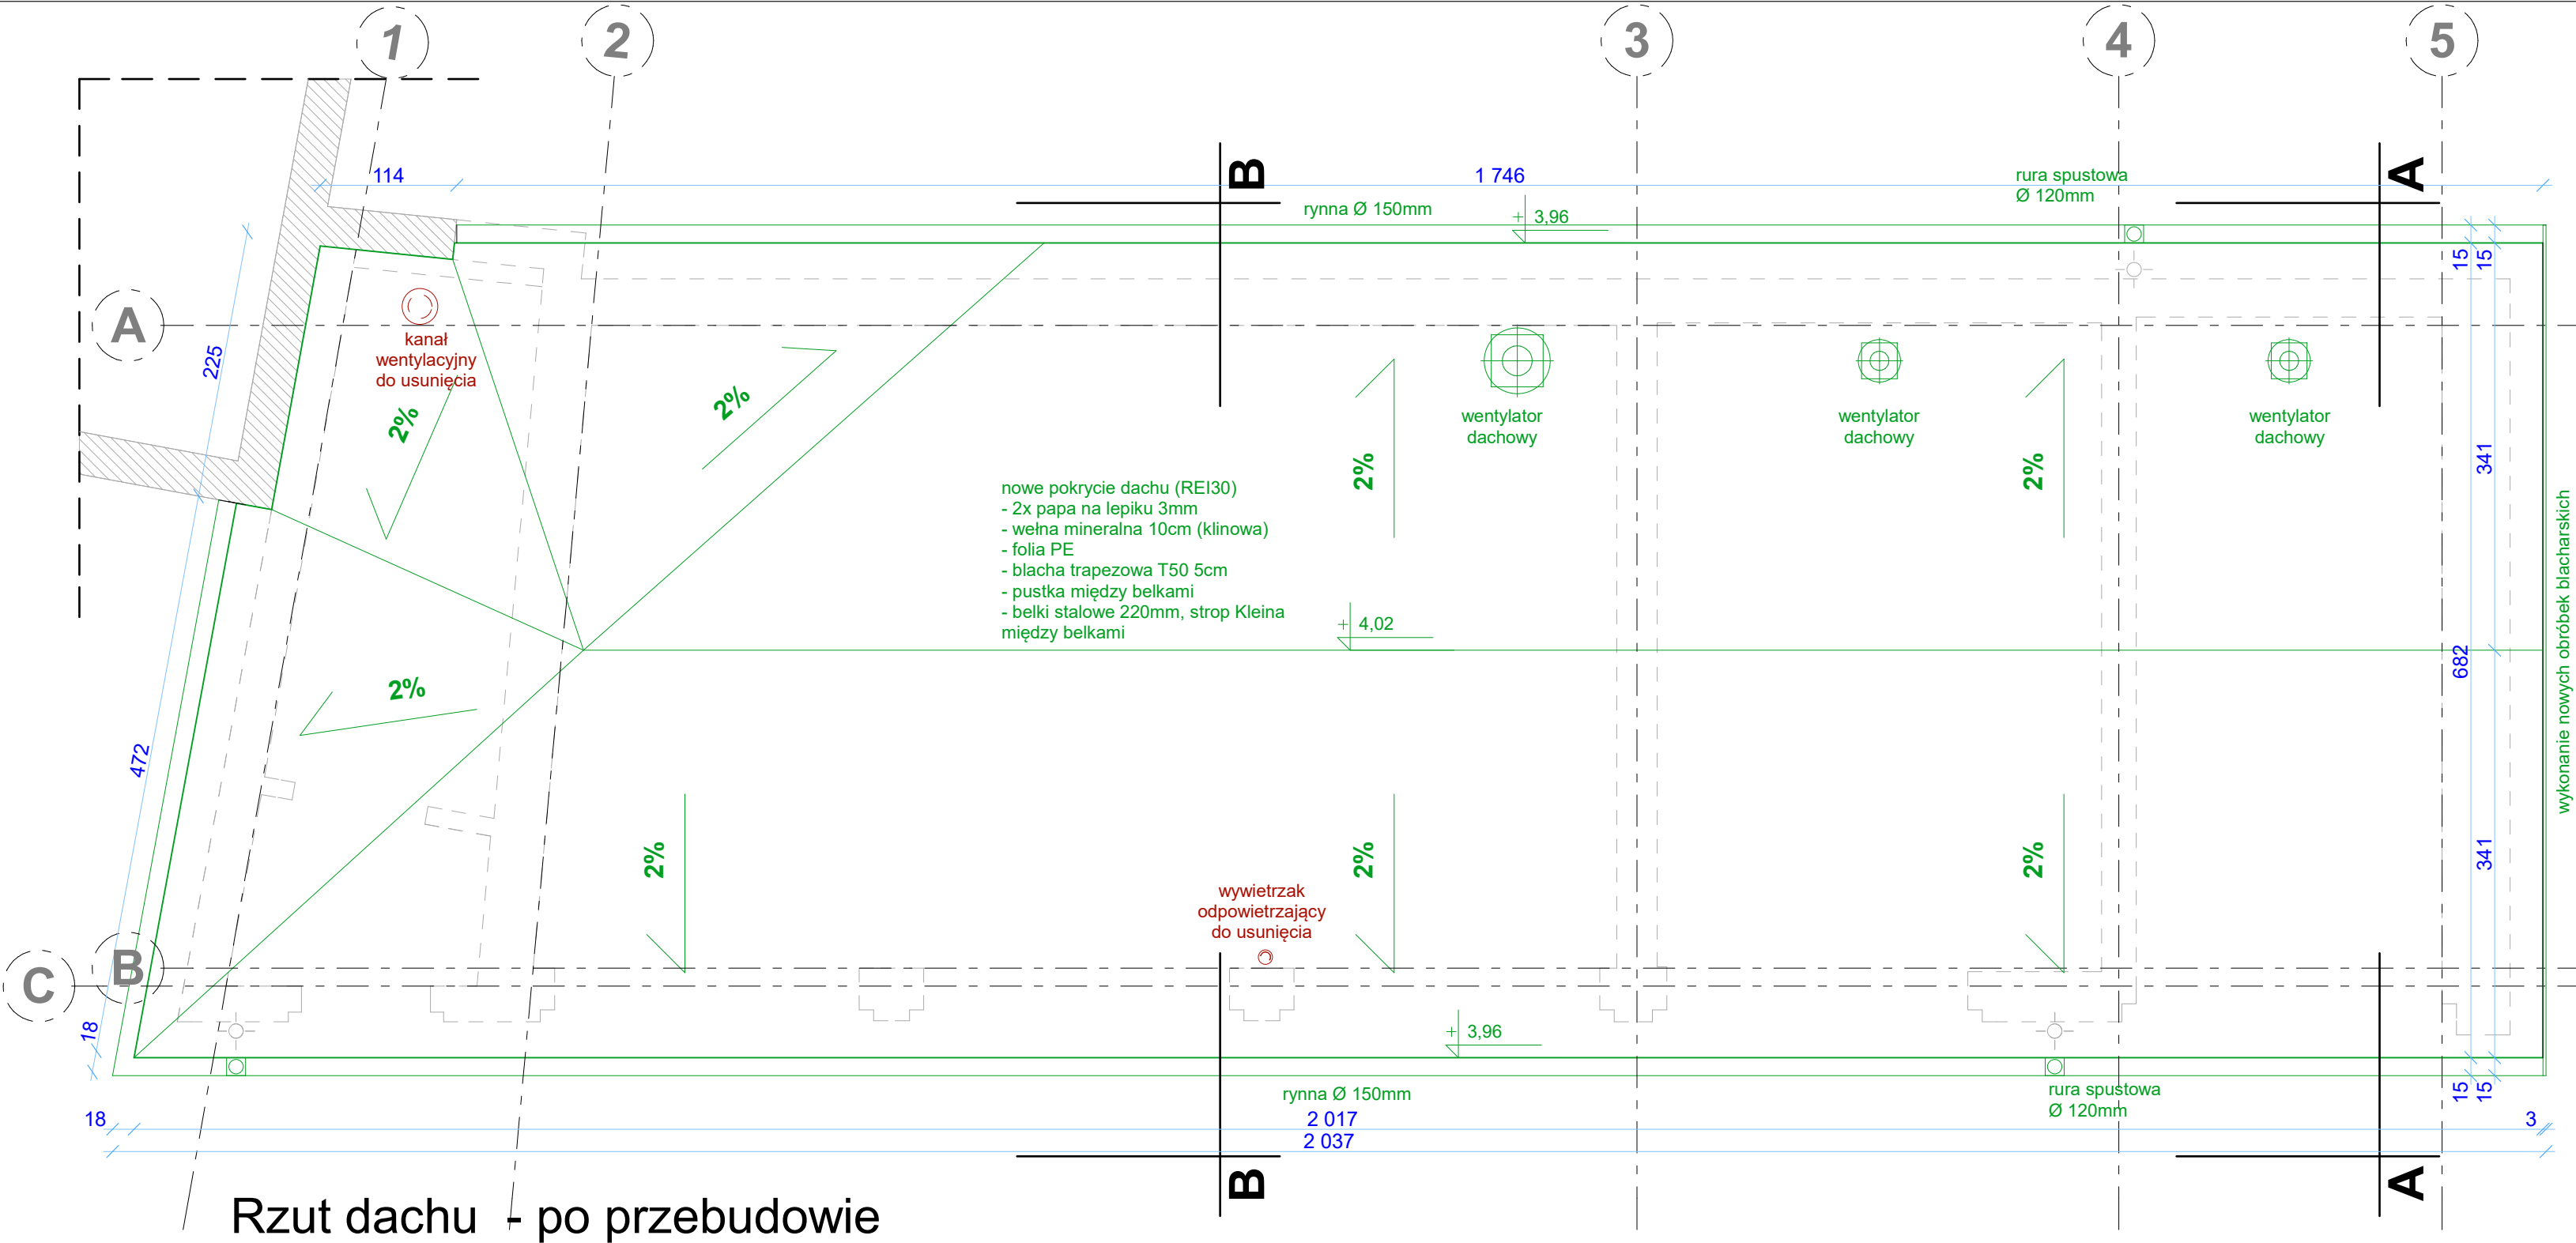 1
2
3
4
5
114
B
1 746
rura spustowa
Ø 120mm
A
rynna Ø 150mm
+ 3,96
15
15
A
225
kanał
wentylacyjny
do usunięcia
2%
2%
wentylator
dachowy
wentylator
dachowy
wentylator
dachowy
2%
2%
341
nowe pokrycie dachu (REI30)
- 2x papa na lepiku 3mm
- wełna mineralna 10cm (klinowa)
- folia PE
- blacha trapezowa T50 5cm
- pustka między belkami
- belki stalowe 220mm, strop Kleina
między belkami
+ 4,02
682
wykonanie nowych obróbek blacharskich
2%
472
2%
2%
2%
341
wywietrzak
odpowietrzający
do usunięcia
B
C
18
+ 3,96
rynna Ø 150mm
rura spustowa
Ø 120mm
15
15
18
2 017
3
2 037
B
A
Rzut dachu - po przebudowie